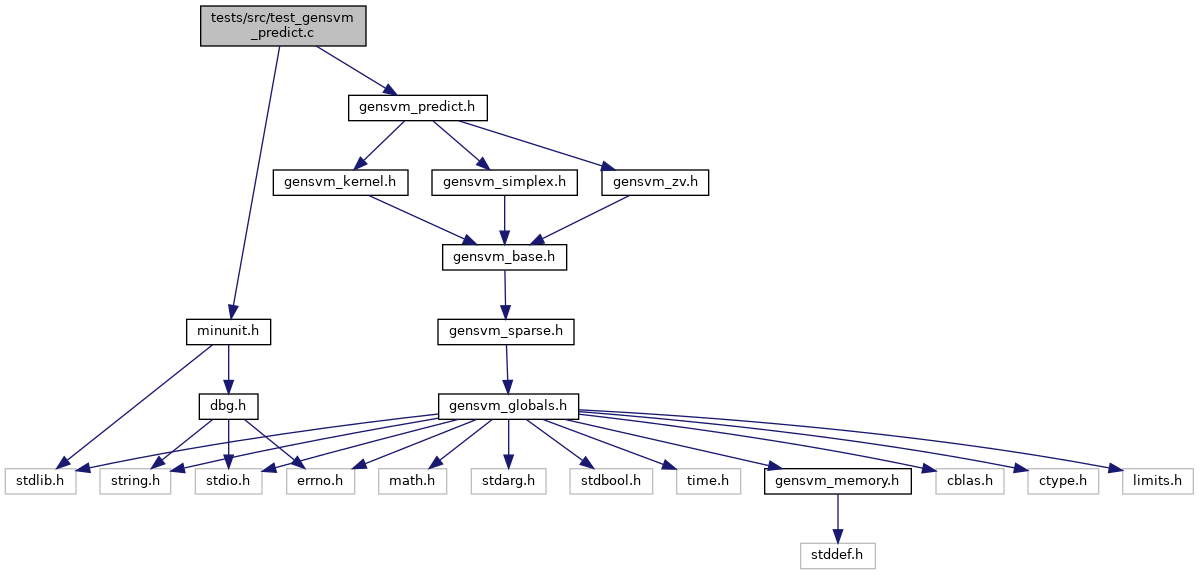 tests/src/test_gensvm
_predict.c
gensvm_predict.h
gensvm_kernel.h
gensvm_simplex.h
gensvm_zv.h
gensvm_base.h
minunit.h
gensvm_sparse.h
dbg.h
gensvm_globals.h
stdlib.h
string.h
stdio.h
errno.h
math.h
stdarg.h
stdbool.h
time.h
gensvm_memory.h
cblas.h
ctype.h
limits.h
stddef.h